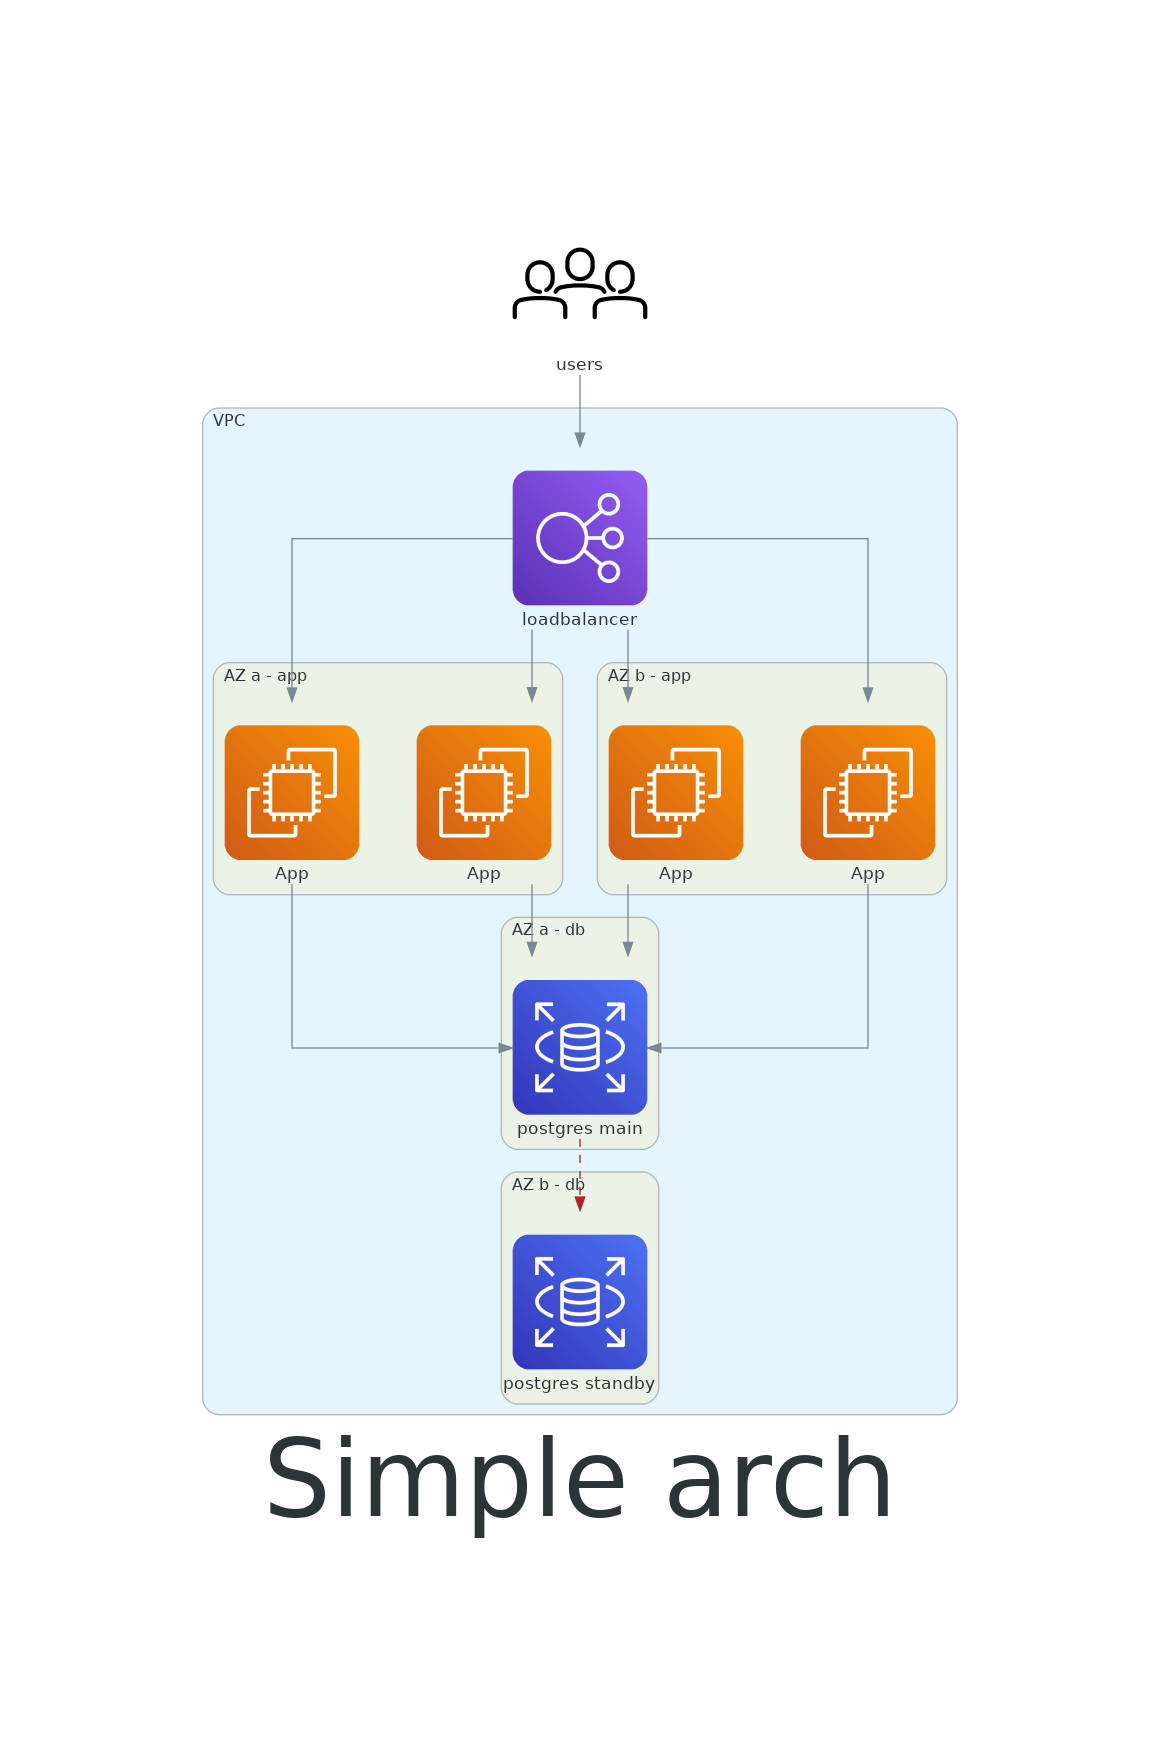 users
VPC
loadbalancer
AZ a - app
AZ b - app
App
App
App
App
AZ a - db
postgres main
AZ b - db
postgres standby
Simple arch